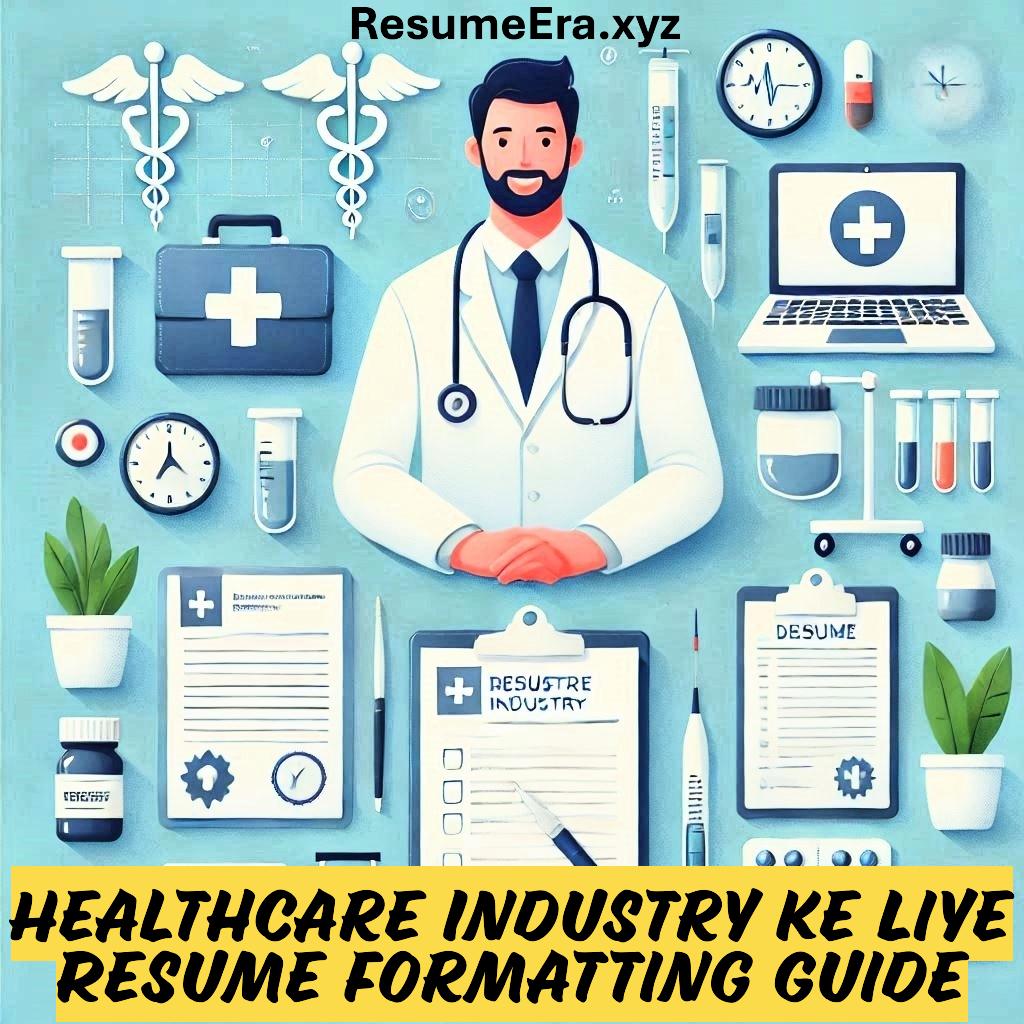 ResumeEra.xyz
RESUSTRE
INDUSTRY
DESUME
HEALTHCARE INDUSTRY KE LIYE
RESUME FORMATTING GUIDE